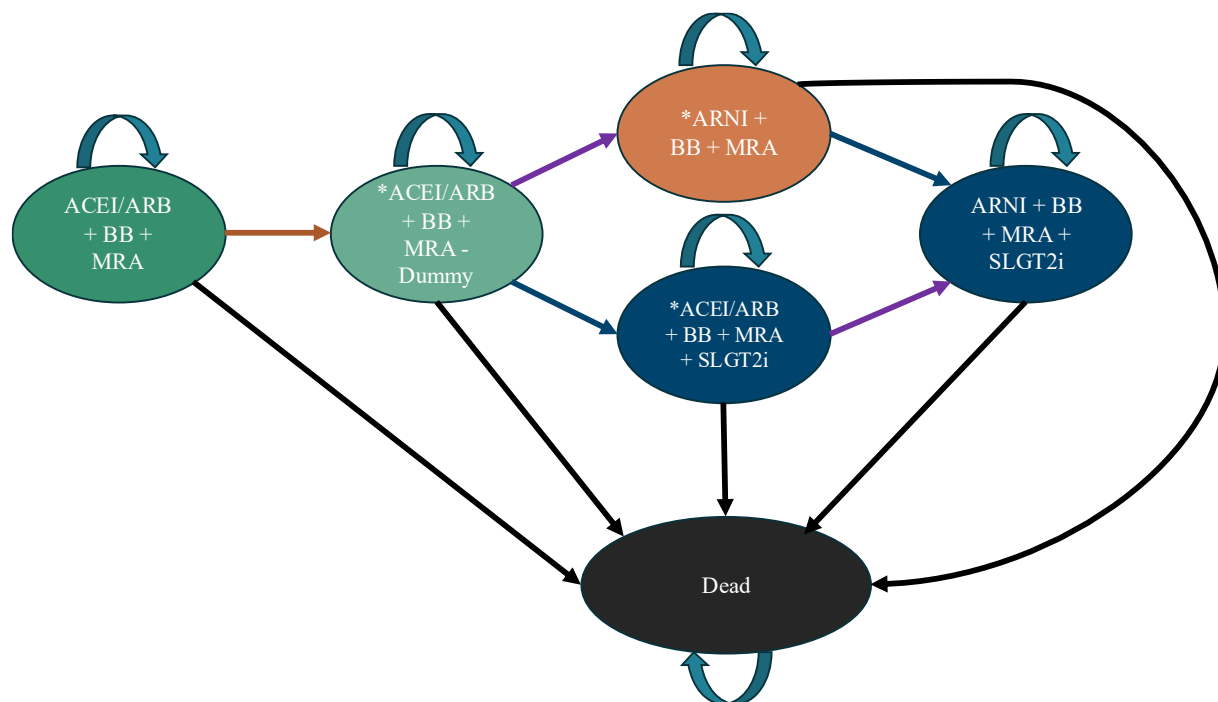 ACEI/ARB
+ BB +
MRA
*ACEI/ARB
+ BB +
MRA -
Dummy
*ARNI +
BB + MRA
*ACEI/ARB
+ BB + MRA
+ SLGT2i
ARNI + BB
+ MRA +
SLGT2i
Dead